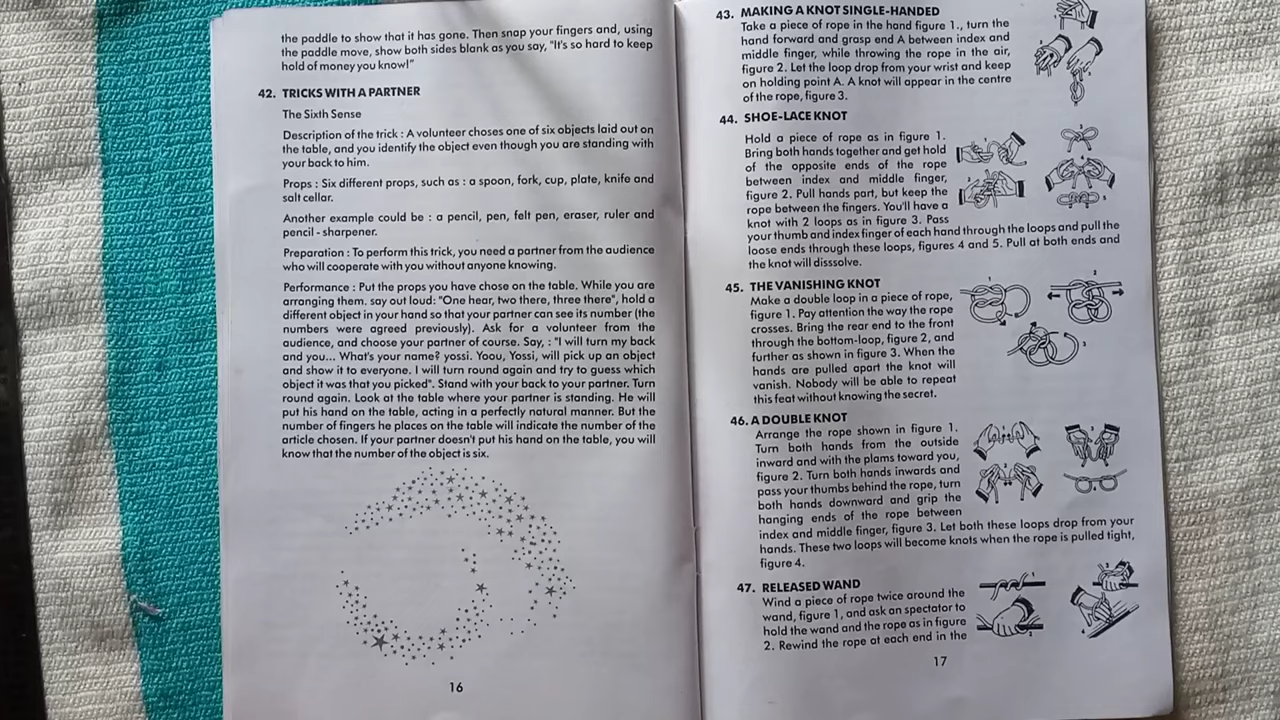 the paddle to show that it has gone. Then snap your fingers and, using
the paddle move, show both sides blank as you say, "It's so hard to keep
hold of money you know!"
42. TRICKS WITH A PARTNER
The Sixth Sense
Description of the trick : A volunteer choses one of six objects laid out on
the table, and you identify the object even though you are standing with
your back to him.
Props : Six different props, such as : a spoon, fork, cup, plate, knife and
salt cellar.
Another example could be : a pencil, pen, felt pen, eraser, ruler and
pencil - sharpener.
Preparation : To perform this trick, you need a partner from the audience
who will cooperate with you without anyone knowing.
Performance : Put the props you have chose on the table. While you are
arranging them. say out loud: "One hear, two there, three there", hold a
different object in your hand so that your partner can see its number (the
numbers were agreed previously). Ask for a volunteer from the
audience, and choose your partner of course. Say, : "I will turn my back
and you... What's your name? yossi. Yoou, Yossi, will pick up an object
and show it to everyone. I will turn round again and try to guess which
object it was that you picked". Stand with your back to your partner. Turn
round again. Look at the table where your partner is standing. He will
put his hand on the table, acting in a perfectly natural manner. But the
number of fingers he places on the table will indicate the number of the
article chosen. If your partner doesn't put his hand on the table, you will
know that the number of the object is six.
16
43. MAKING A KNOT SINGLE-HANDED
Take a piece of rope in the hand figure 1., turn the
hand forward and grasp end A between index and
middle finger, while throwing the rope in the air,
figure 2. Let the loop drop from your wrist and keep
on holding point A. A knot will appear in the centre
of the rope, figure 3.
44. SHOE-LACE KNOT
Hold a piece of rope as in figure 1.
Bring both hands together and get hold
of the opposite ends of the rope
between index and middle finger,
figure 2. Pull hands part, but keep the
rope between the fingers. You'll have a
knot with 2 loops as in figure 3. Pass
your thumb and index finger of each hand through the loops and pull the
loose ends through these loops, figures 4 and 5. Pull at both ends and
the knot will disssolve.
45. THE VANISHING KNOT
Make a double loop in a piece of rope,
figure 1. Pay attention the way the rope
crosses. Bring the rear end to the front
through the bottom-loop, figure 2, and
further as shown in figure 3. When the
hands are pulled apart the knot will
vanish. Nobody will be able to repeat
this feat without knowing the secret.
46. A DOUBLE KNOT
Arrange the rope shown in figure 1.
Turn both hands from the outside
inward and with the plams toward you,
figure 2. Turn both hands inwards and
pass your thumbs behind the rope, turn
both hands downward and grip the
hanging ends of the rope between
index and middle finger, figure 3. Let both these loops drop from your
hands. These two loops will become knots when the rope is pulled tight,
figure 4.
47. RELEASED WAND
Wind a piece of rope twice around the
wand, figure 1, and ask an spectator to
hold the wand and the rope as in figure
2. Rewind the rope at each end in the
17